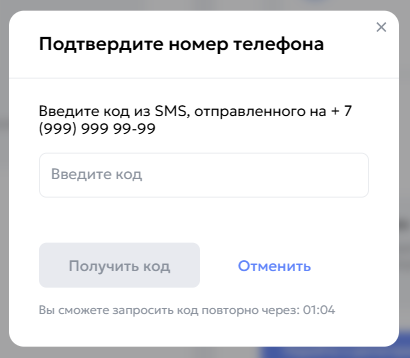 Подтвердите номер телефона
Введите код из SMS, отправленного на + 7
(999) 999 99-99
Введите код
Получить код
Отменить
Вы сможете запросить код повторно через: 01:04